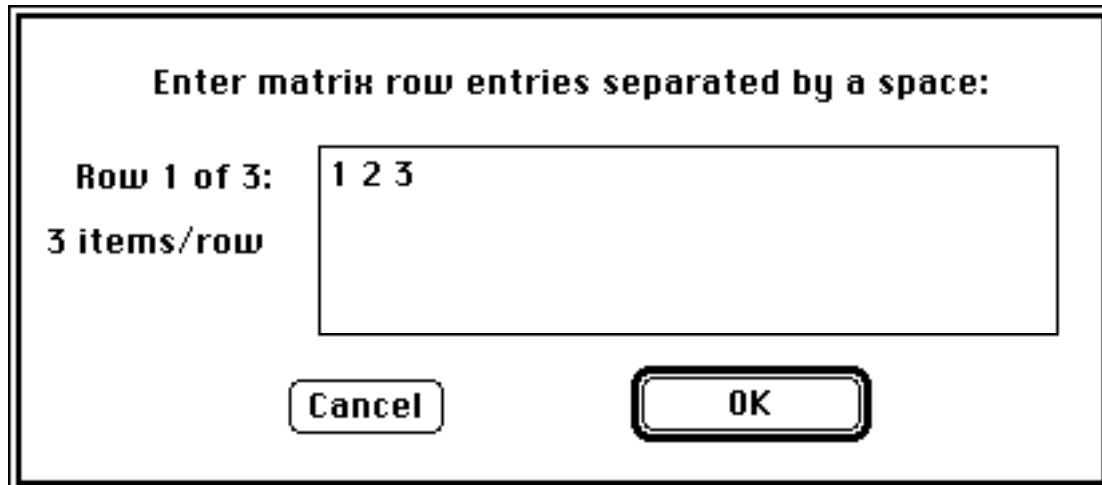 Enter matrix row entries separated by a space:
Row 1 of 3:
1 2 3
3 items/row
Cancel
OK